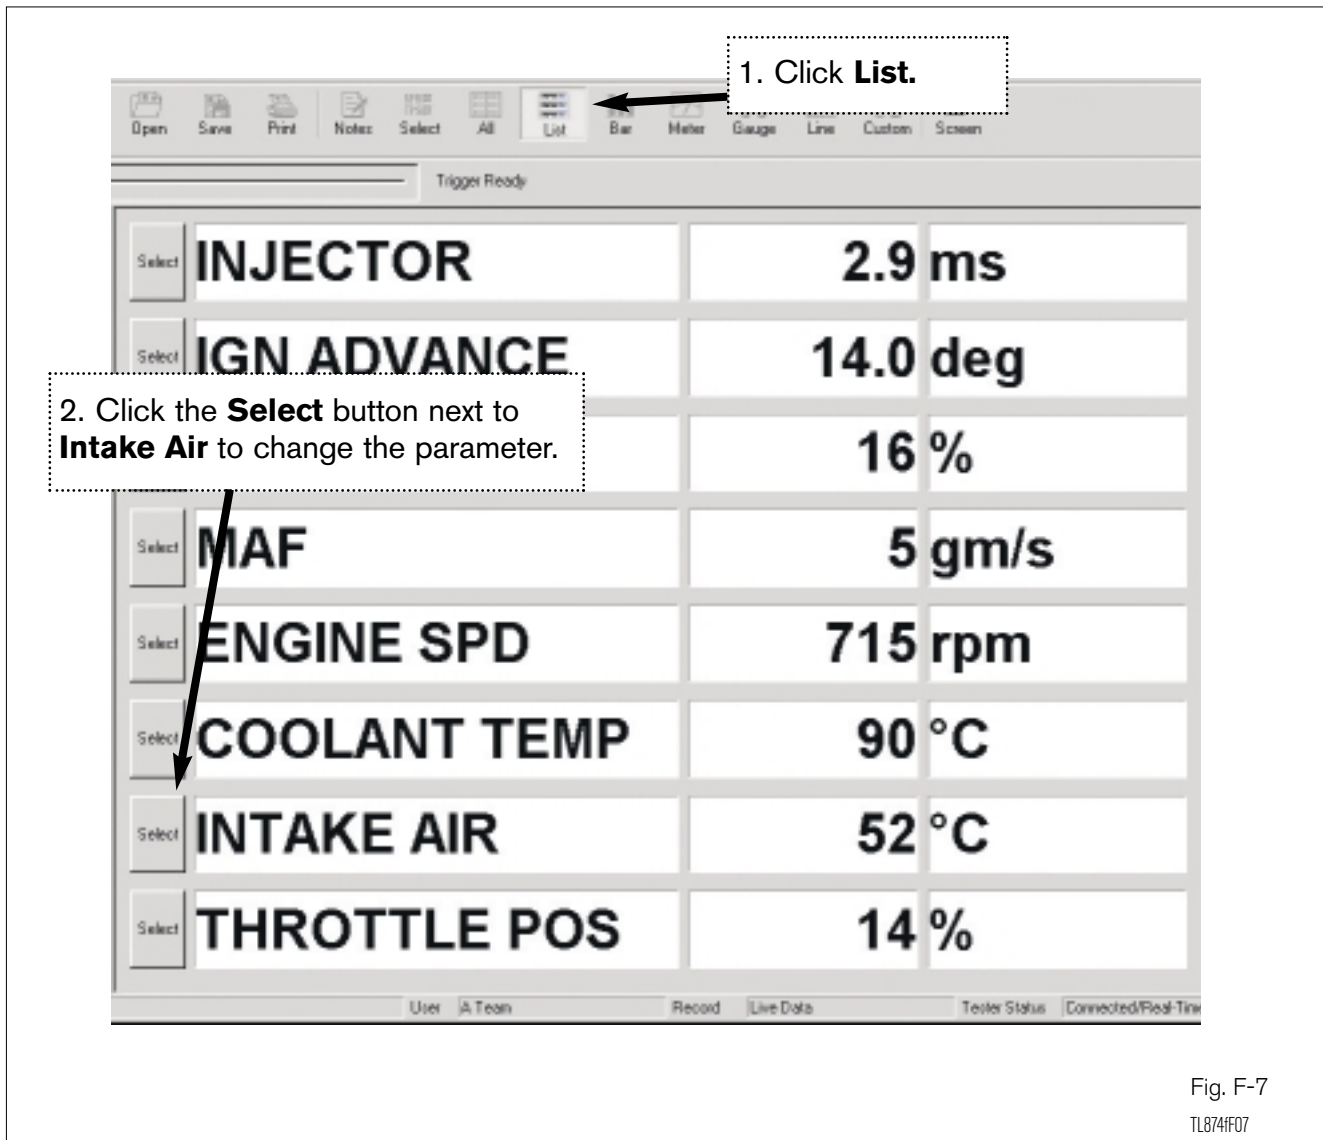 1. Click List.
Open Save Print Notes Select All List Bar Meter Gauge Line Custom Screen
Trigger Ready
Select INJECTOR 2.9 ms
Select IGN ADVANCE 14.0 deg
2. Click the Select button next to
Intake Air to change the parameter.
16 %
Select MAF 5 gm/s
Select ENGINE SPD 715 rpm
Select COOLANT TEMP 90 °C
Select INTAKE AIR 52 °C
Select THROTTLE POS 14 %
User A Team Record Live Data Tester Status Connected/Real-Time
Fig. F-7
TL874fF07